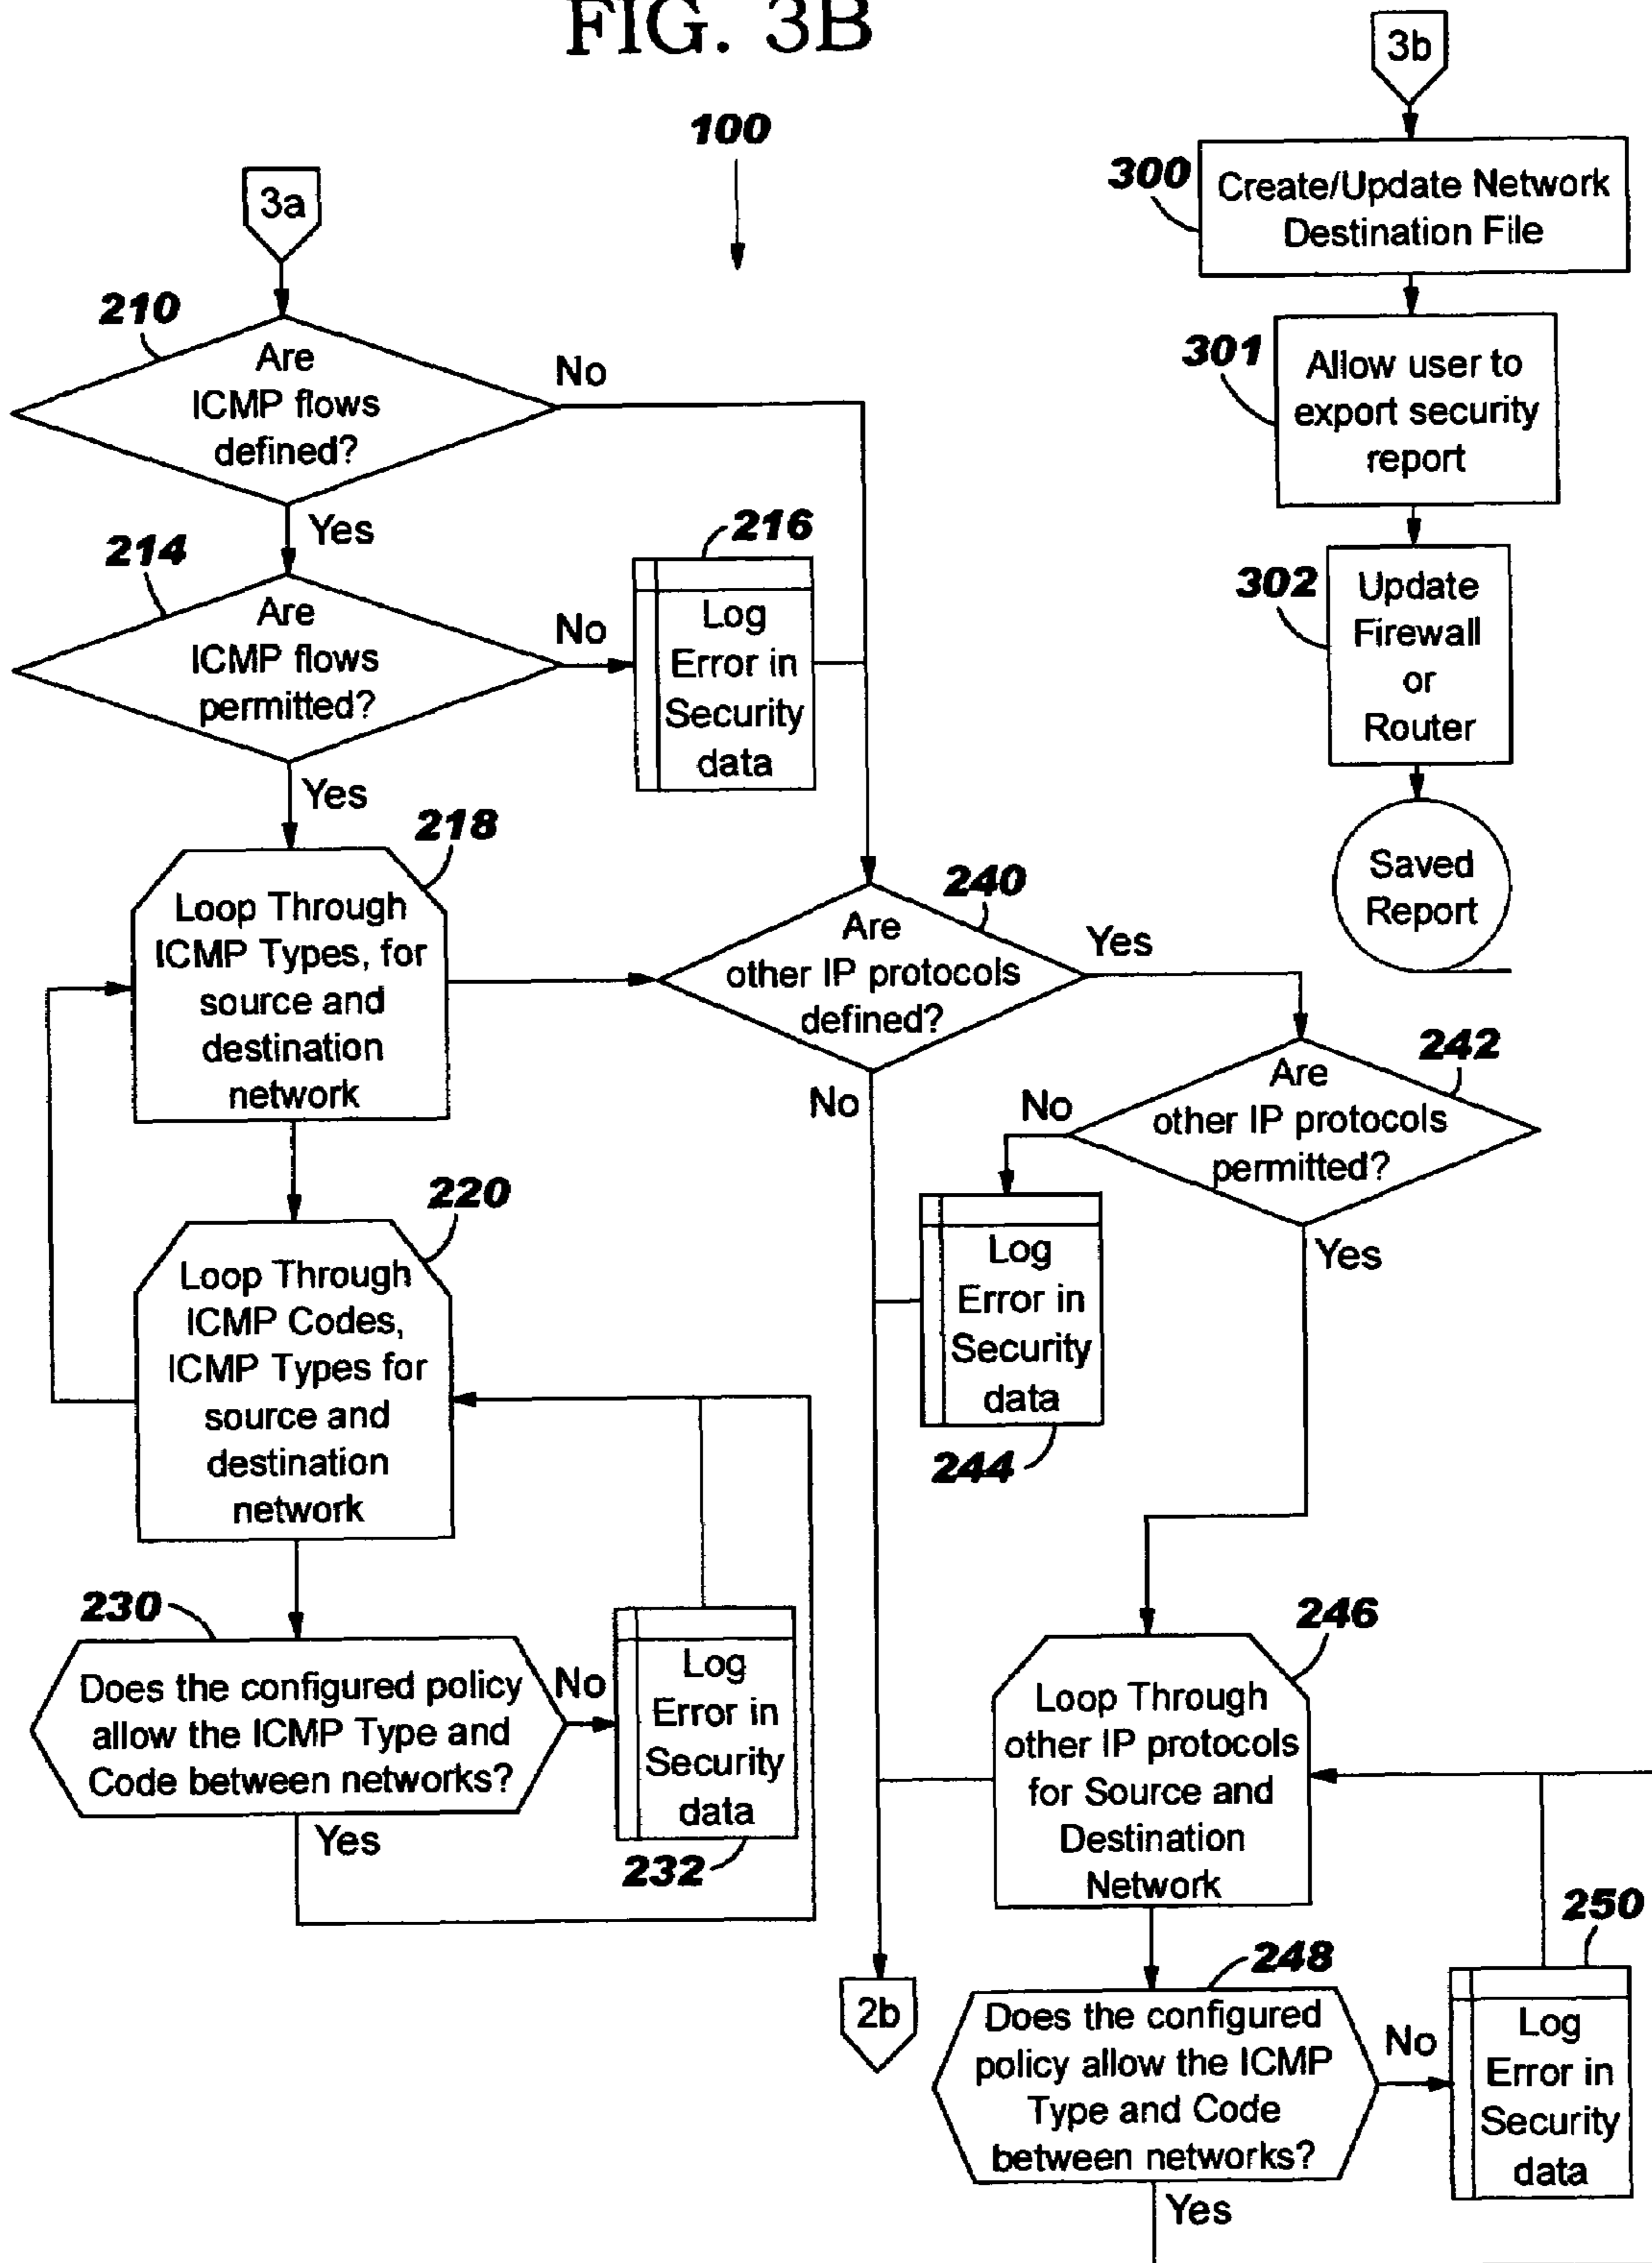 FIG. 3B
100
3a
210
Are
ICMP flows
defined?
No
Yes
214
Are
ICMP flows
permitted?
No
216
Log
Error in
Security
data
Yes
218
Loop Through
ICMP Types, for
source and
destination
network
220
Loop Through
ICMP Codes,
ICMP Types for
source and
destination
network
230
Does the configured policy
allow the ICMP Type and
Code between networks?
No
Log
Error in
Security
data
232
Yes
3b
300
Create/Update Network
Destination File
301
Allow user to
export security
report
302
Update
Firewall
or
Router
Saved
Report
240
Are
other IP protocols
defined?
Yes
No
242
Are
other IP protocols
permitted?
No
Log
Error in
Security
data
244
Yes
246
Loop Through
other IP protocols
for Source and
Destination
Network
2b
248
Does the configured
policy allow the ICMP
Type and Code
between networks?
No
250
Log
Error in
Security
data
Yes